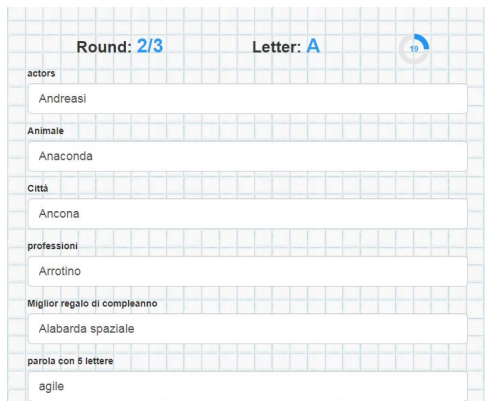 Round: 2/3 Letter: A 19
actors
Andreasi
Animale
Anaconda
Città
Ancona
professioni
Arrotino
Miglior regalo di compleanno
Alabarda spaziale
parola con 5 lettere
agile